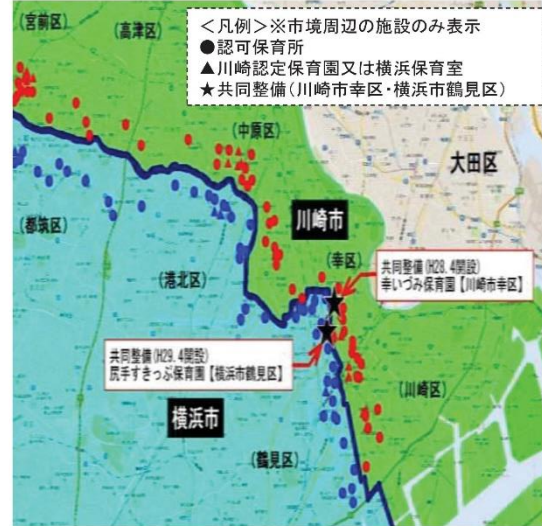 <凡例>※市境周辺の施設のみ表示
●認可保育所
▲川崎認定保育園又は横浜保育室
★共同整備(川崎市幸区・横浜市鶴見区)
(宮前区)
(高津区)
(中原区)
大田区
(都筑区)
川崎市
(幸区)
(港北区)
共同整備(H28.4開設)
幸いづみ保育園【川崎市幸区】
共同整備(H29.4開設)
尻手すきっぷ保育園【横浜市鶴見区】
(川崎区)
横浜市
(鶴見区)